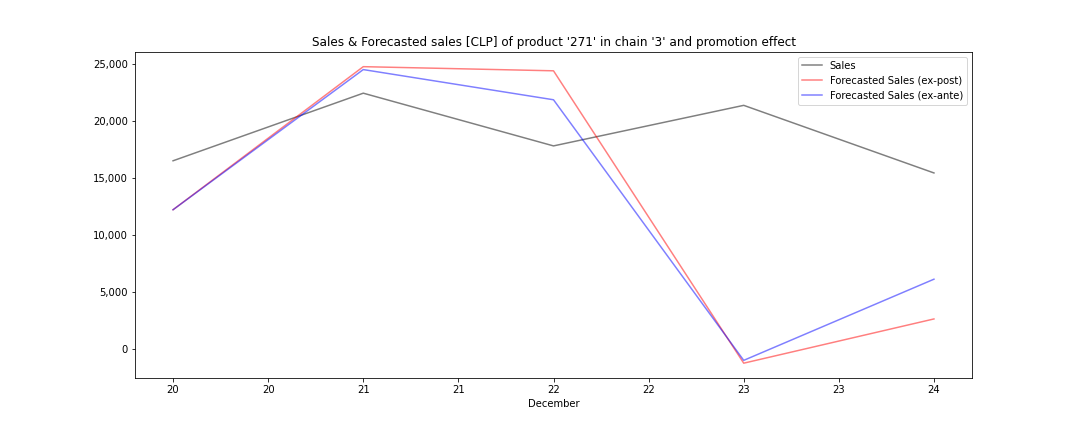 Sales & Forecasted sales [CLP] of product '271' in chain '3' and promotion effect
Sales
Forecasted Sales (ex-post)
Forecasted Sales (ex-ante)
25,000
20,000
15,000
10,000
5,000
0
20 20 21 21 22 22 23 23 24
December